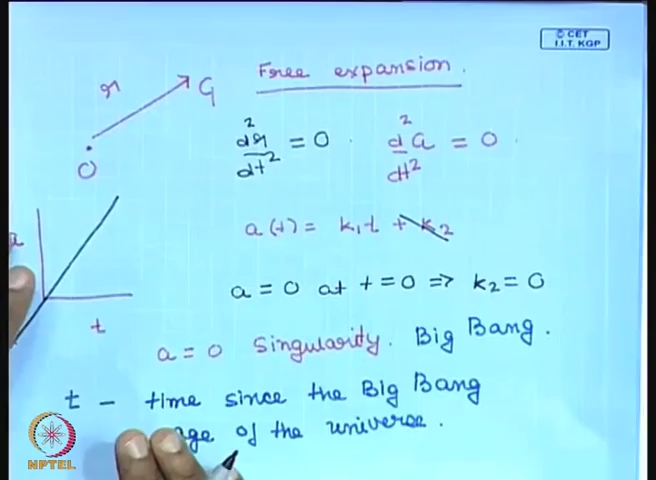 © CET
I.I.T. KGP
Free expansion.
r G
d²r/dt² = 0 . d²a/dt² = 0
O
a(t) = k₁t + k₂
a
a = 0 at t = 0 ⇒ k₂ = 0
t
a = 0 Singularity. Big Bang.
t - time since the Big Bang
age of the universe.
NPTEL